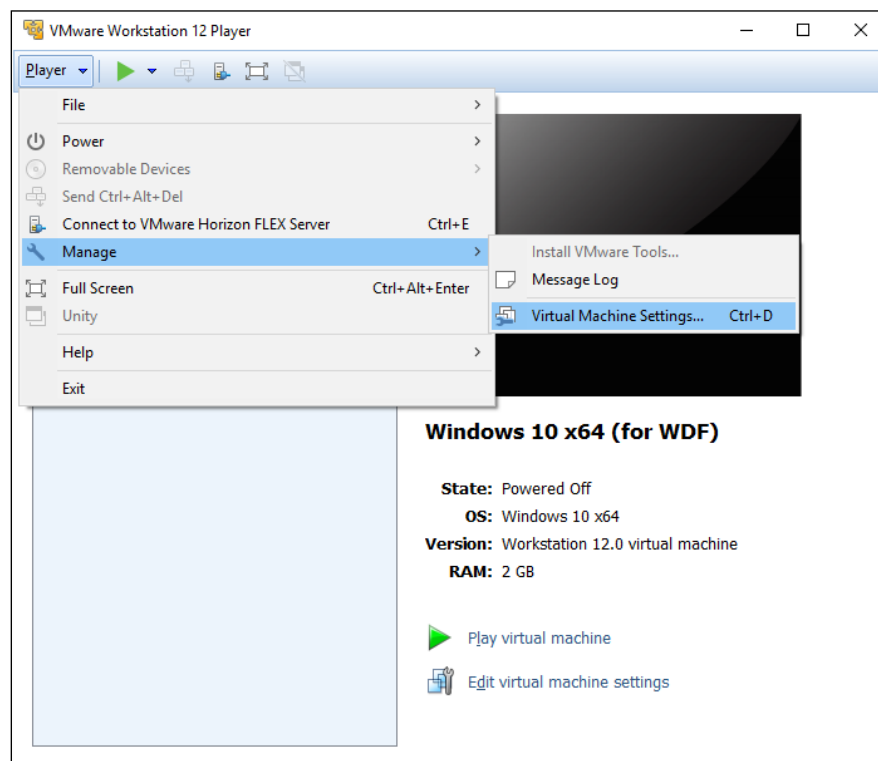 VMware Workstation 12 Player
Player
File
Power
Removable Devices
Send Ctrl+Alt+Del
Connect to VMware Horizon FLEX Server Ctrl+E
Manage
Install VMware Tools...
Message Log
Full Screen Ctrl+Alt+Enter
Unity
Virtual Machine Settings... Ctrl+D
Help
Exit
Windows 10 x64 (for WDF)
State: Powered Off
OS: Windows 10 x64
Version: Workstation 12.0 virtual machine
RAM: 2 GB
Play virtual machine
Edit virtual machine settings